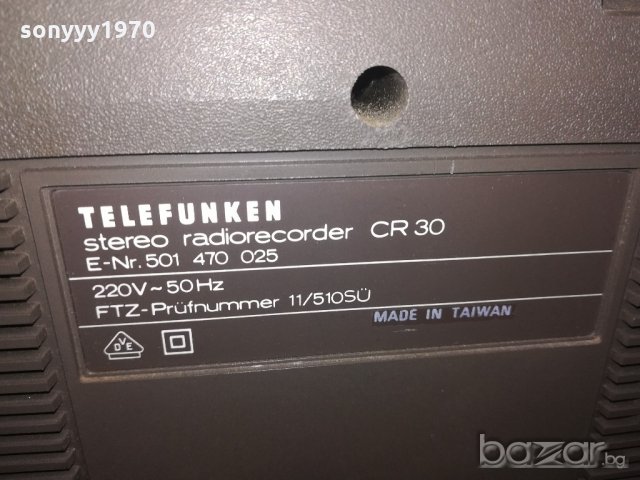 sonyyy1970
TELEFUNKEN
stereo radiorecorder CR 30
E-Nr. 501 470 025
220V ~ 50Hz
FTZ-Prüfnummer 11/510SÜ
MADE IN TAIWAN
DVE
bazar.bg